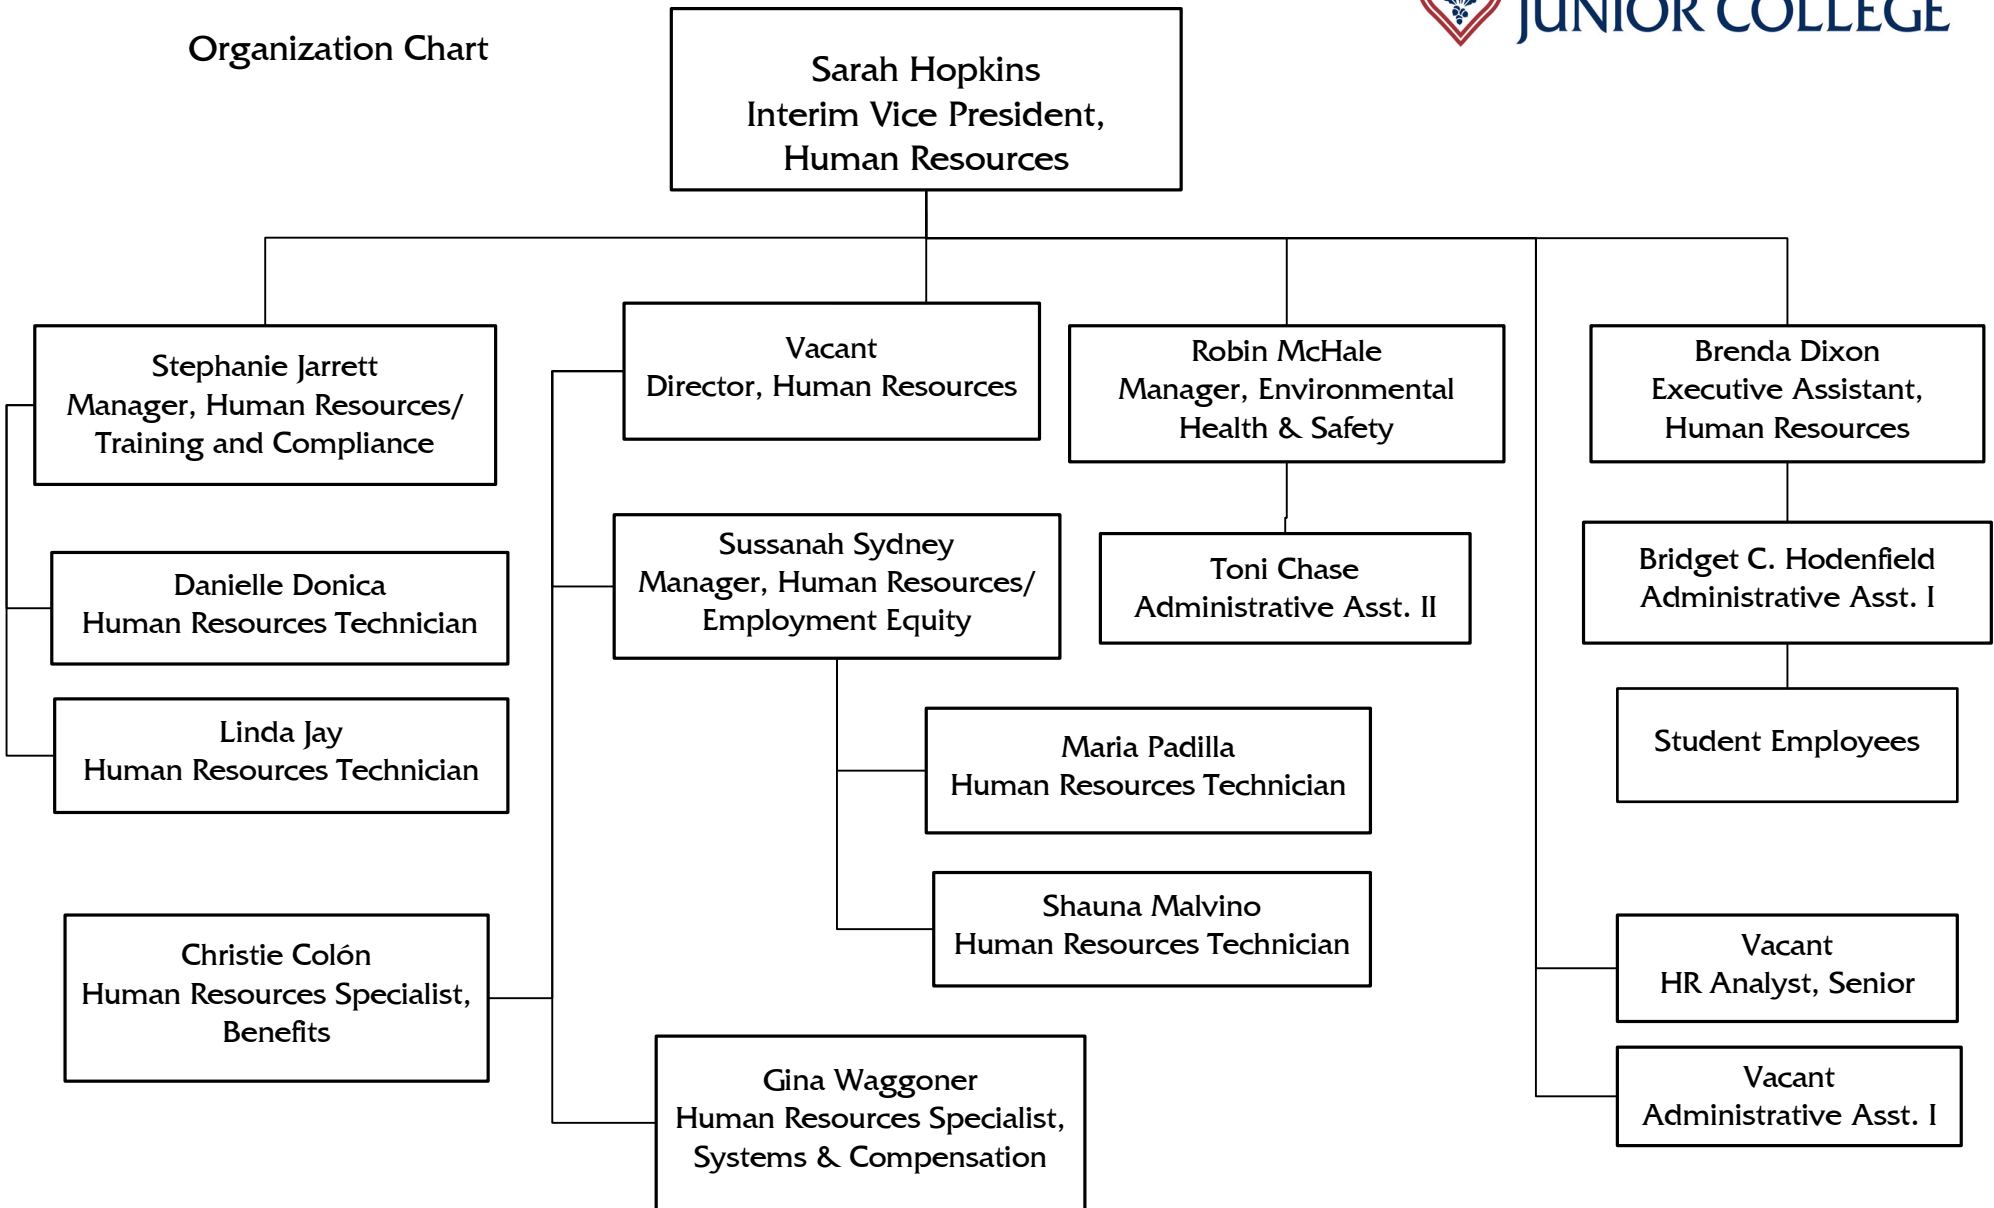 JUNIOR COLLEGE
Organization Chart
Sarah Hopkins
Interim Vice President,
Human Resources
Stephanie Jarrett
Manager, Human Resources/
Training and Compliance
Vacant
Director, Human Resources
Robin McHale
Manager, Environmental
Health & Safety
Brenda Dixon
Executive Assistant,
Human Resources
Danielle Donica
Human Resources Technician
Sussanah Sydney
Manager, Human Resources/
Employment Equity
Toni Chase
Administrative Asst. II
Bridget C. Hodenfield
Administrative Asst. I
Linda Jay
Human Resources Technician
Maria Padilla
Human Resources Technician
Student Employees
Shauna Malvino
Human Resources Technician
Christie Colón
Human Resources Specialist,
Benefits
Vacant
HR Analyst, Senior
Gina Waggoner
Human Resources Specialist,
Systems & Compensation
Vacant
Administrative Asst. I